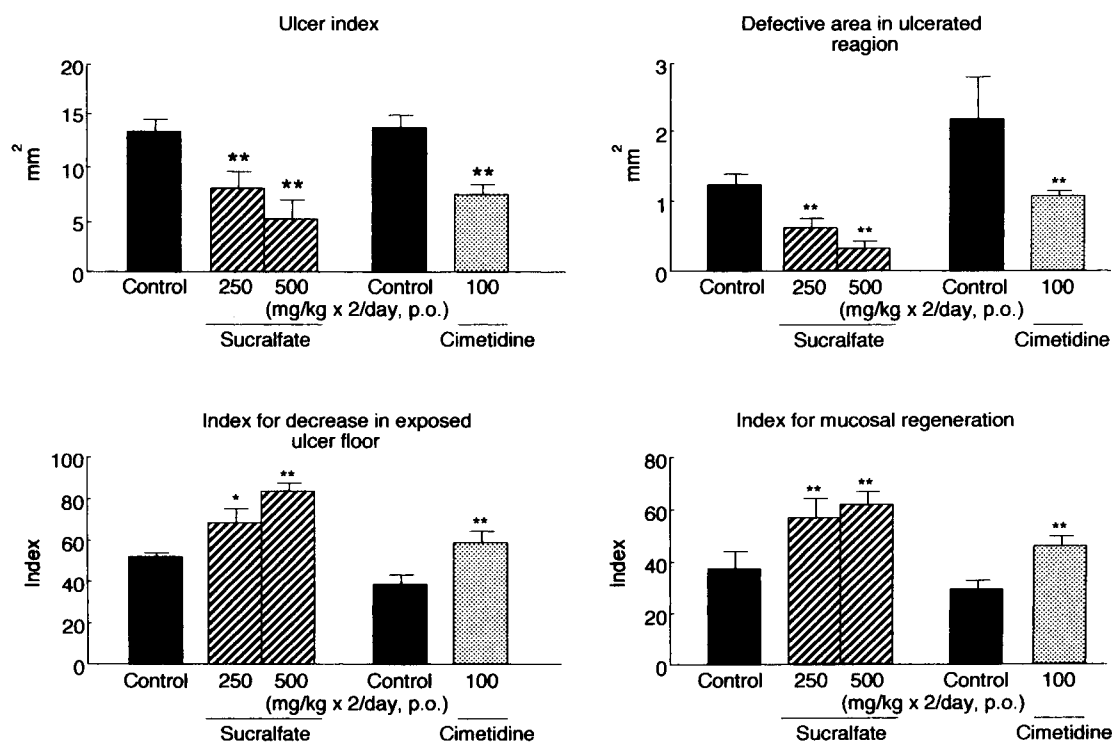 Ulcer index
20
15
10
5
0
mm2
** ** **
Control 250 500 Control 100
(mg/kg x 2/day, p.o.)
Sucralfate Cimetidine
Defective area in ulcerated
reagion
3
2
1
0
mm2
** ** **
Control 250 500 Control 100
(mg/kg x 2/day, p.o.)
Sucralfate Cimetidine
Index for decrease in exposed
ulcer floor
100
80
60
40
20
0
Index
* ** **
Control 250 500 Control 100
(mg/kg x 2/day, p.o.)
Sucralfate Cimetidine
Index for mucosal regeneration
80
60
40
20
0
Index
** ** **
Control 250 500 Control 100
(mg/kg x 2/day, p.o.)
Sucralfate Cimetidine